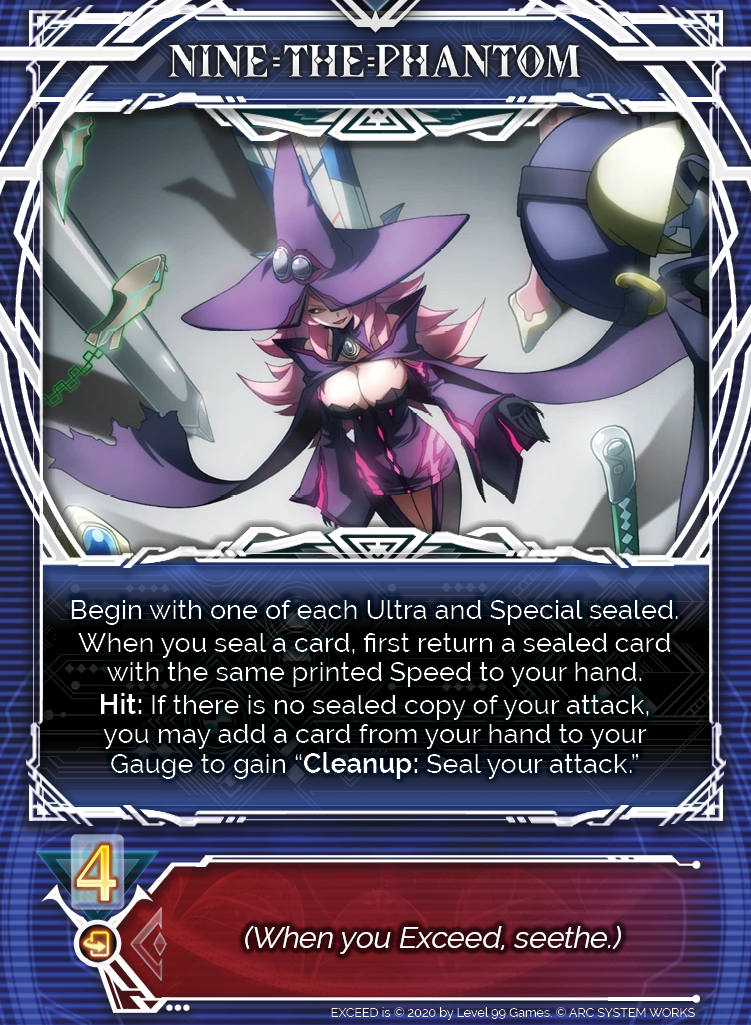 NINE=THE=PHANTOM
Begin with one of each Ultra and Special sealed.
When you seal a card, first return a sealed card
with the same printed Speed to your hand.
Hit: If there is no sealed copy of your attack,
you may add a card from your hand to your
Gauge to gain “Cleanup: Seal your attack.”
4
(When you Exceed, seethe.)
EXCEED is © 2020 by Level 99 Games. © ARC SYSTEM WORKS